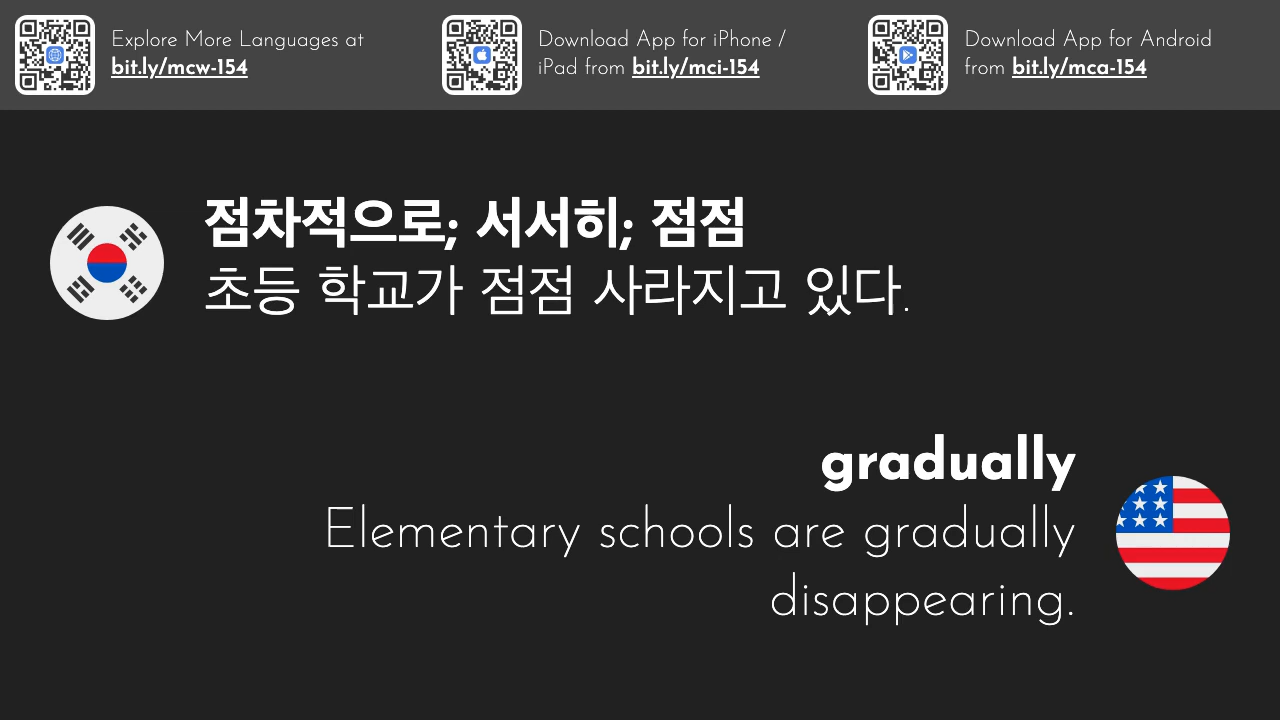 Explore More Languages at
bit.ly/mcw-154
Download App for iPhone /
iPad from bit.ly/mci-154
Download App for Android
from bit.ly/mca-154
점차적으로; 서서히; 점점
초등 학교가 점점 사라지고 있다.
gradually
Elementary schools are gradually
disappearing.